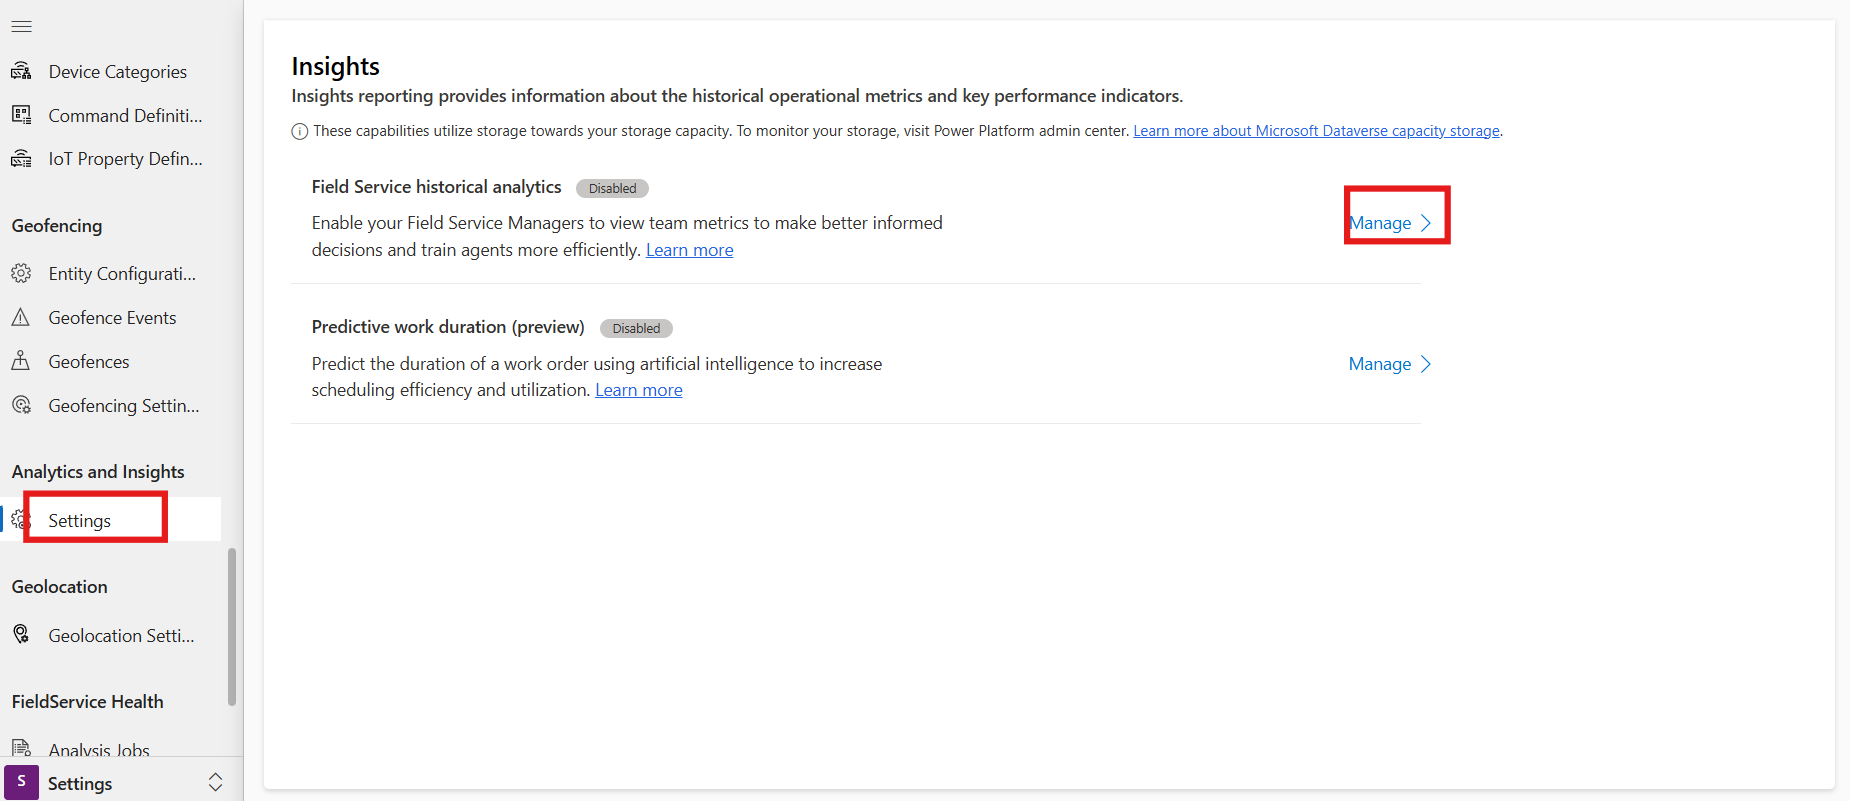 Device Categories
Command Definiti...
IoT Property Defin...
Geofencing
Entity Configurati...
Geofence Events
Geofences
Geofencing Settin...
Analytics and Insights
Settings
Geolocation
Geolocation Setti...
FieldService Health
Analysis Jobs
S
Settings
Insights
Insights reporting provides information about the historical operational metrics and key performance indicators.
These capabilities utilize storage towards your storage capacity. To monitor your storage, visit Power Platform admin center. Learn more about Microsoft Dataverse capacity storage.
Field Service historical analytics Disabled
Enable your Field Service Managers to view team metrics to make better informed
decisions and train agents more efficiently. Learn more
Manage
Predictive work duration (preview) Disabled
Predict the duration of a work order using artificial intelligence to increase
scheduling efficiency and utilization. Learn more
Manage